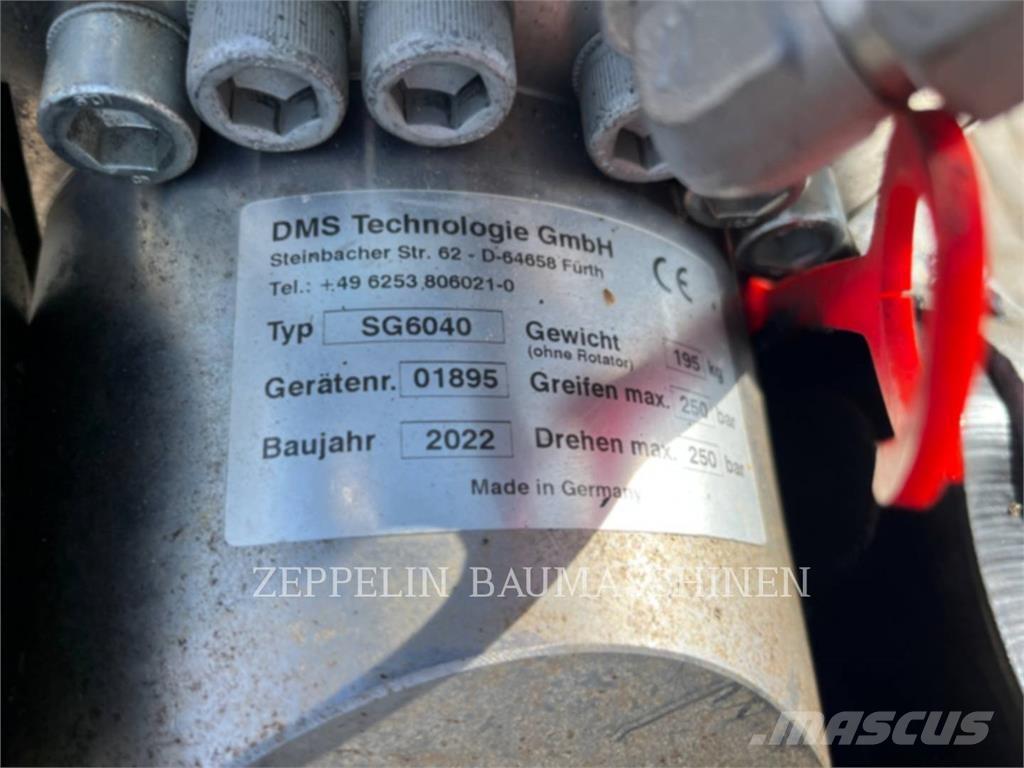 DMS Technologie GmbH
Steinbacher Str. 62 - D-64658 Fürth
Tel.: +49 6253 806021-0
CE
Typ SG6040 Gewicht 195 kg
(ohne Rotator)
Gerätenr. 01895 Greifen max. 250 bar
Baujahr 2022 Drehen max. 250 bar
Made in Germany
ZEPPELIN BAUMASCHINEN
MASCUS